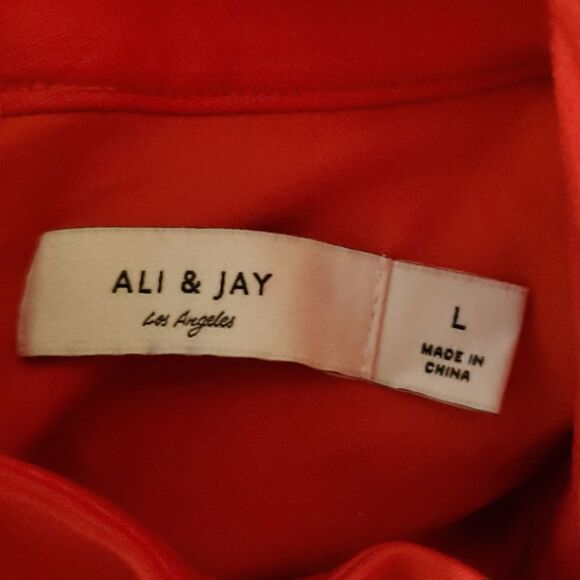 ALI & JAY
Los Angeles
L
MADE IN
CHINA